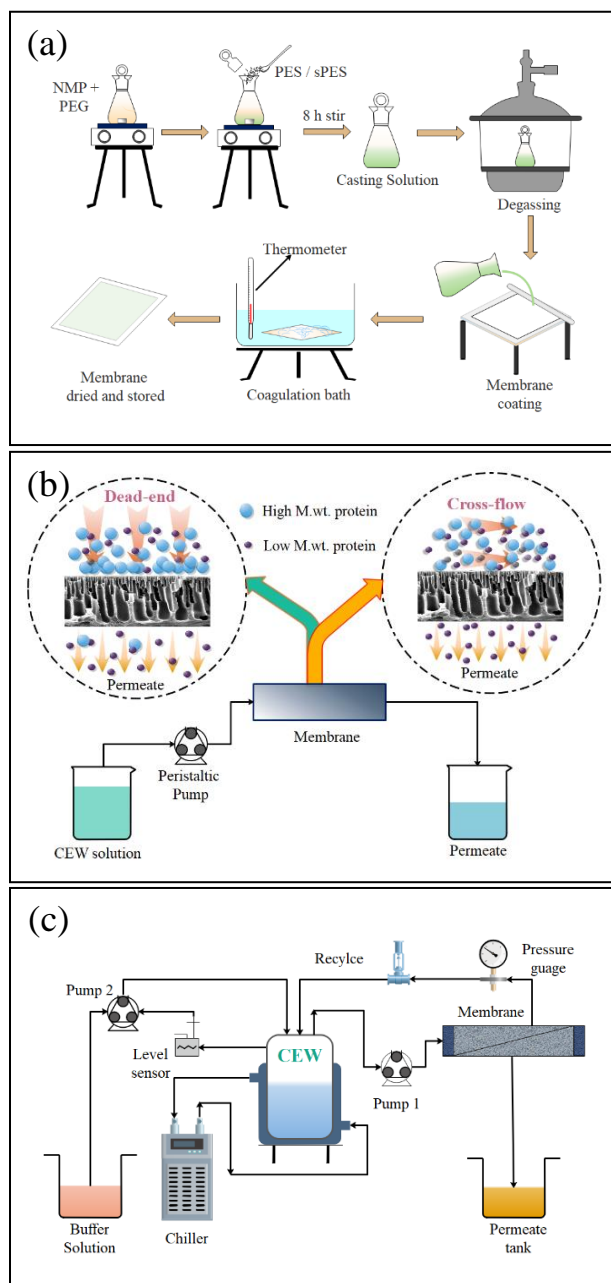 (a)
NMP +
PEG
PES / sPES
8 h stir
Casting Solution
Degassing
Thermometer
Membrane
dried and stored
Coagulation bath
Membrane
coating
(b)
Dead-end
High M.wt. protein
Low M.wt. protein
Cross-flow
Permeate
Permeate
Membrane
Peristaltic
Pump
CEW solution
Permeate
(c)
Recylce
Pressure
guage
Pump 2
Membrane
Level
sensor
CEW
Pump 1
Buffer
Solution
Chiller
Permeate
tank